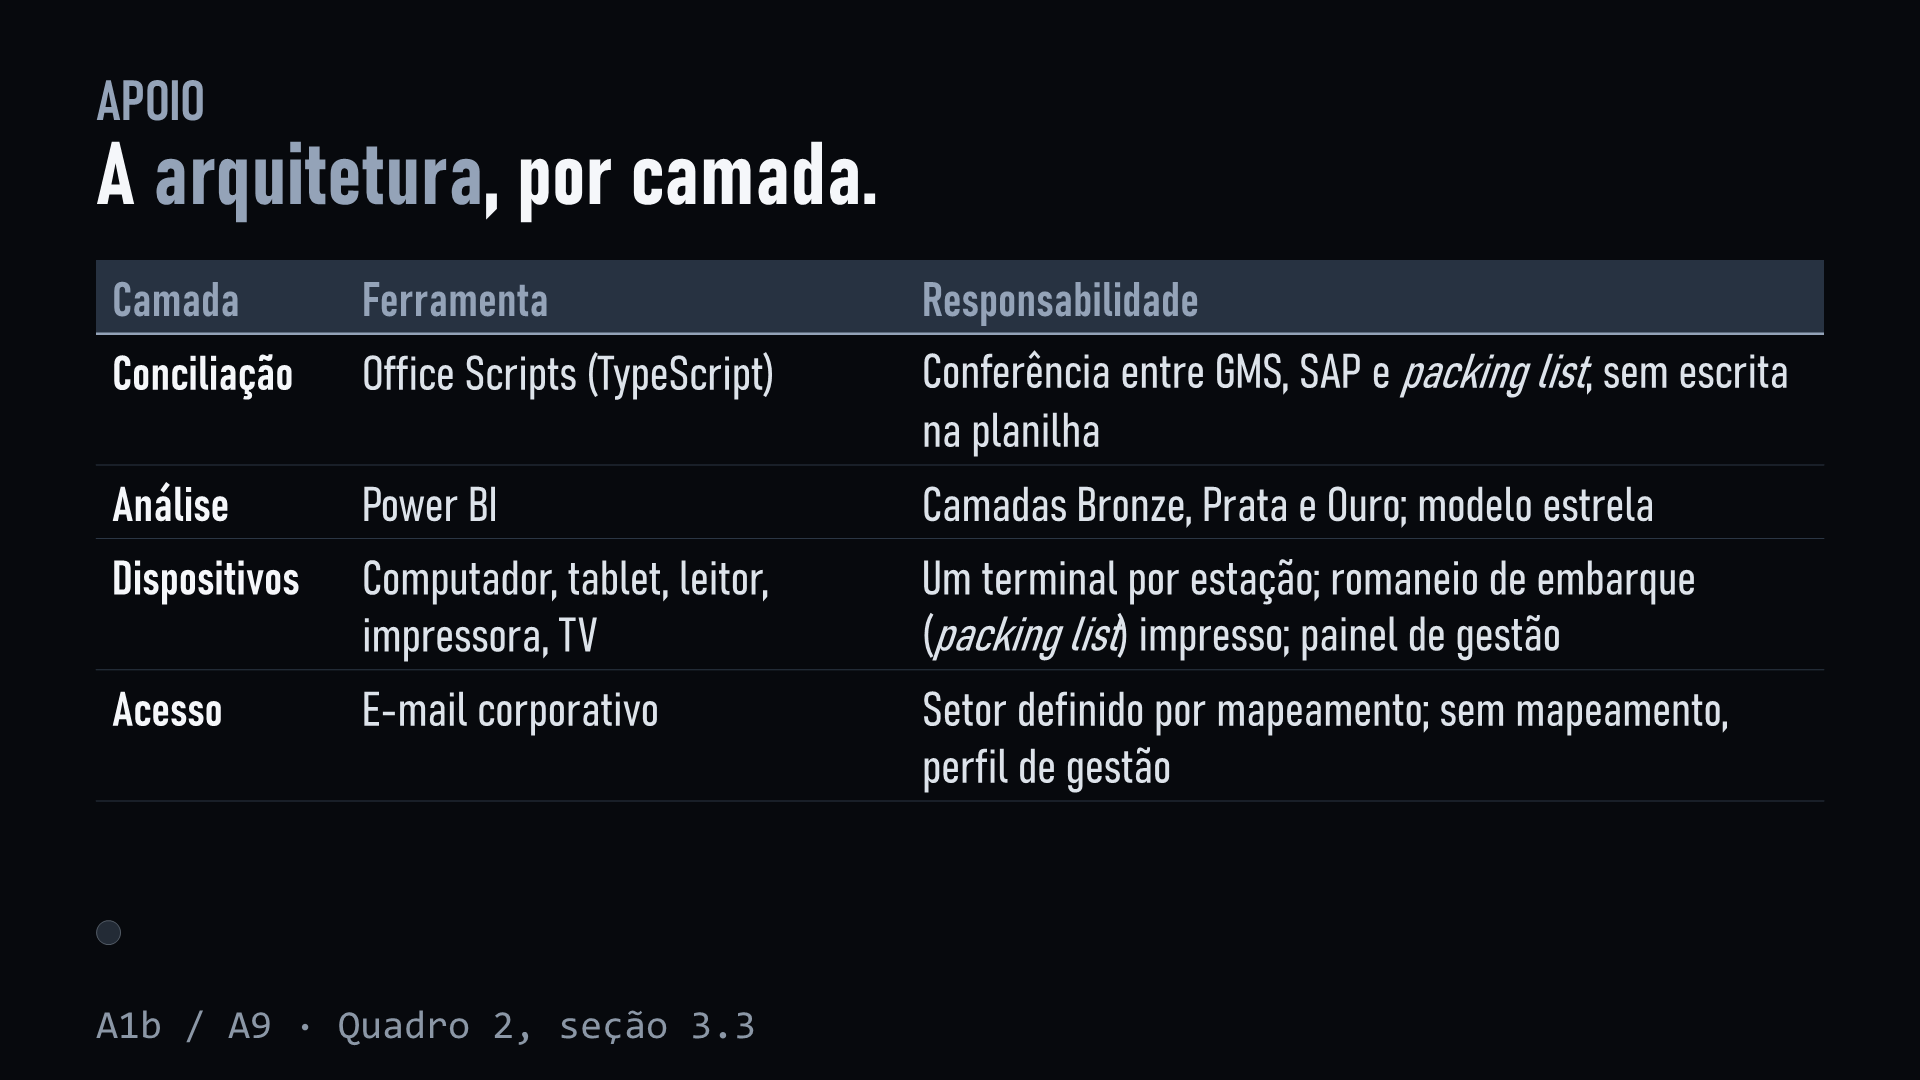 APOIO
A arquitetura, por camada.
Camada Ferramenta Responsabilidade
Conciliação Office Scripts (TypeScript) Conferência entre GMS, SAP e packing list, sem escrita
na planilha
Análise Power BI Camadas Bronze, Prata e Ouro; modelo estrela
Dispositivos Computador, tablet, leitor, Um terminal por estação; romaneio de embarque
impressora, TV (packing list) impresso; painel de gestão
Acesso E-mail corporativo Setor definido por mapeamento; sem mapeamento,
perfil de gestão
A1b / A9 · Quadro 2, seção 3.3